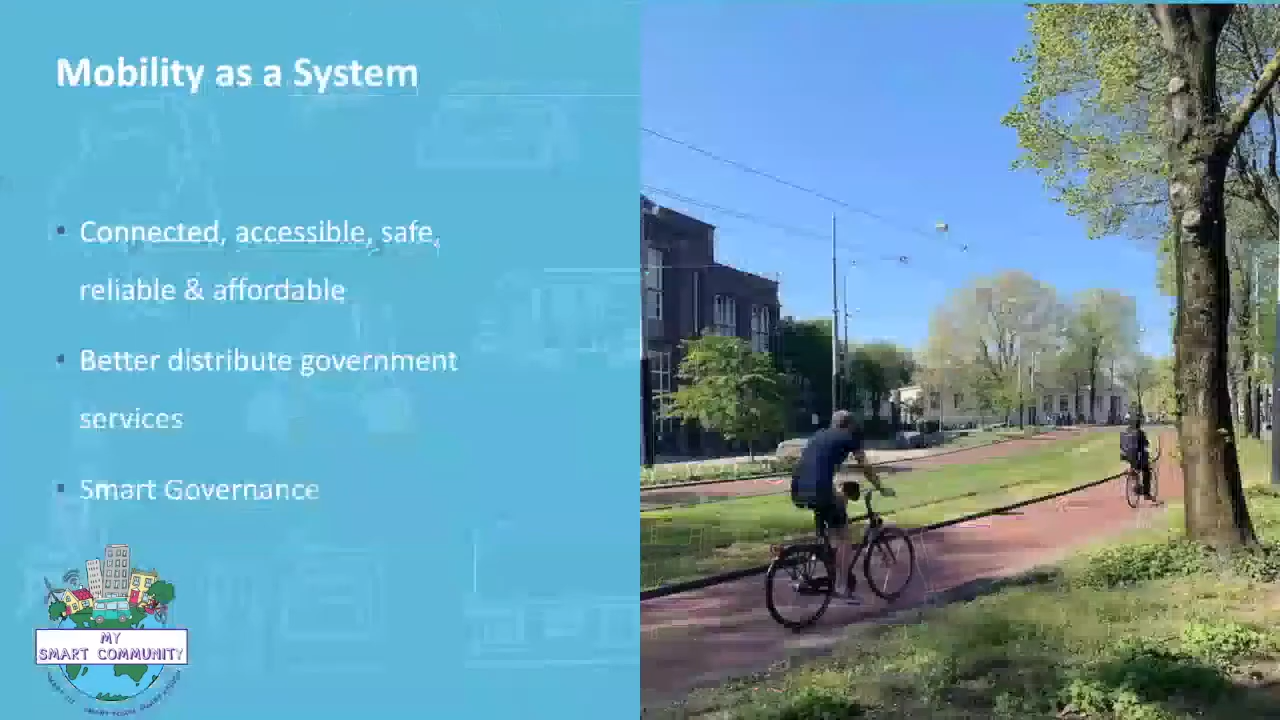 Mobility as a System
• Connected, accessible, safe,
reliable & affordable
• Better distribute government
services
• Smart Governance
MY
SMART COMMUNITY